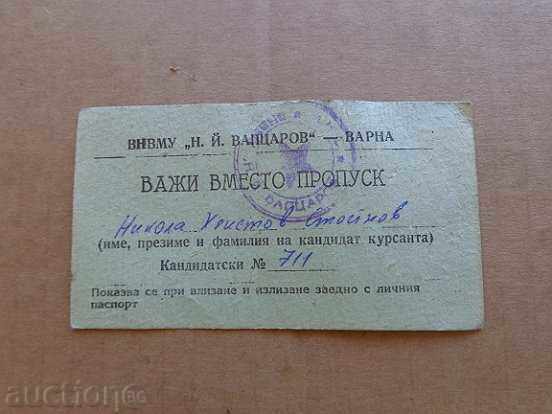 ВНВМУ „Н. Й. ВАПЦАРОВ“ — ВАРНА
ВАЖИ ВМЕСТО ПРОПУСК
Никола Христов Стойнов
(име, презиме и фамилия на кандидат курсанта)
Кандидатски № 711
Показва се при влизане и излизане заедно с личния
паспорт
auction.bg